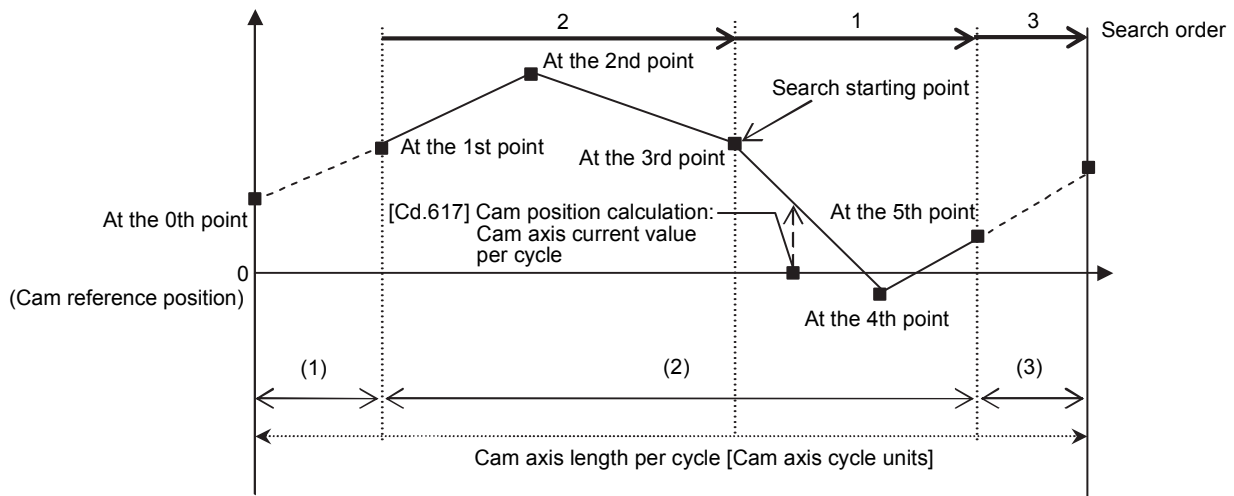 2
1
3
Search order
At the 2nd point
Search starting point
At the 1st point
At the 3rd point
At the 0th point
[Cd.617] Cam position calculation:
Cam axis current value
per cycle
At the 5th point
0
(Cam reference position)
At the 4th point
(1)
(2)
(3)
Cam axis length per cycle [Cam axis cycle units]